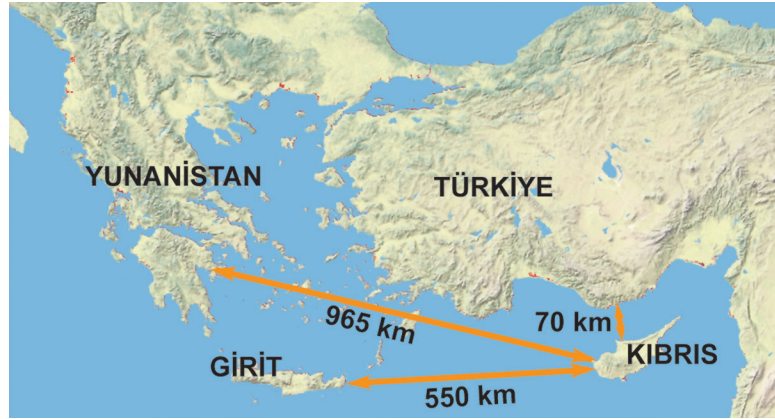 YUNANİSTAN
TÜRKİYE
965 km
70 km
KIBRIS
GİRİT
550 km